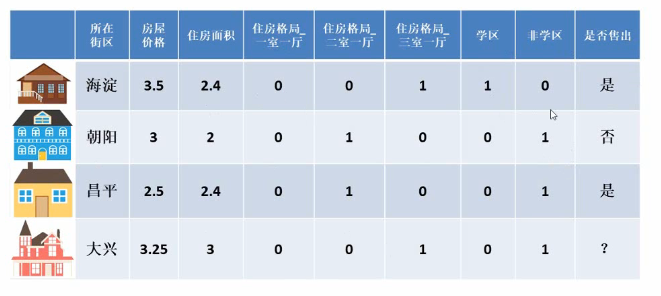 所在街区 房屋价格 住房面积 住房格局_一室一厅 住房格局_二室一厅 住房格局_三室一厅 学区 非学区 是否售出
海淀 3.5 2.4 0 0 1 1 0 是
朝阳 3 2 0 1 0 0 1 否
昌平 2.5 2.4 0 1 0 0 1 是
大兴 3.25 3 0 0 1 0 1 ？